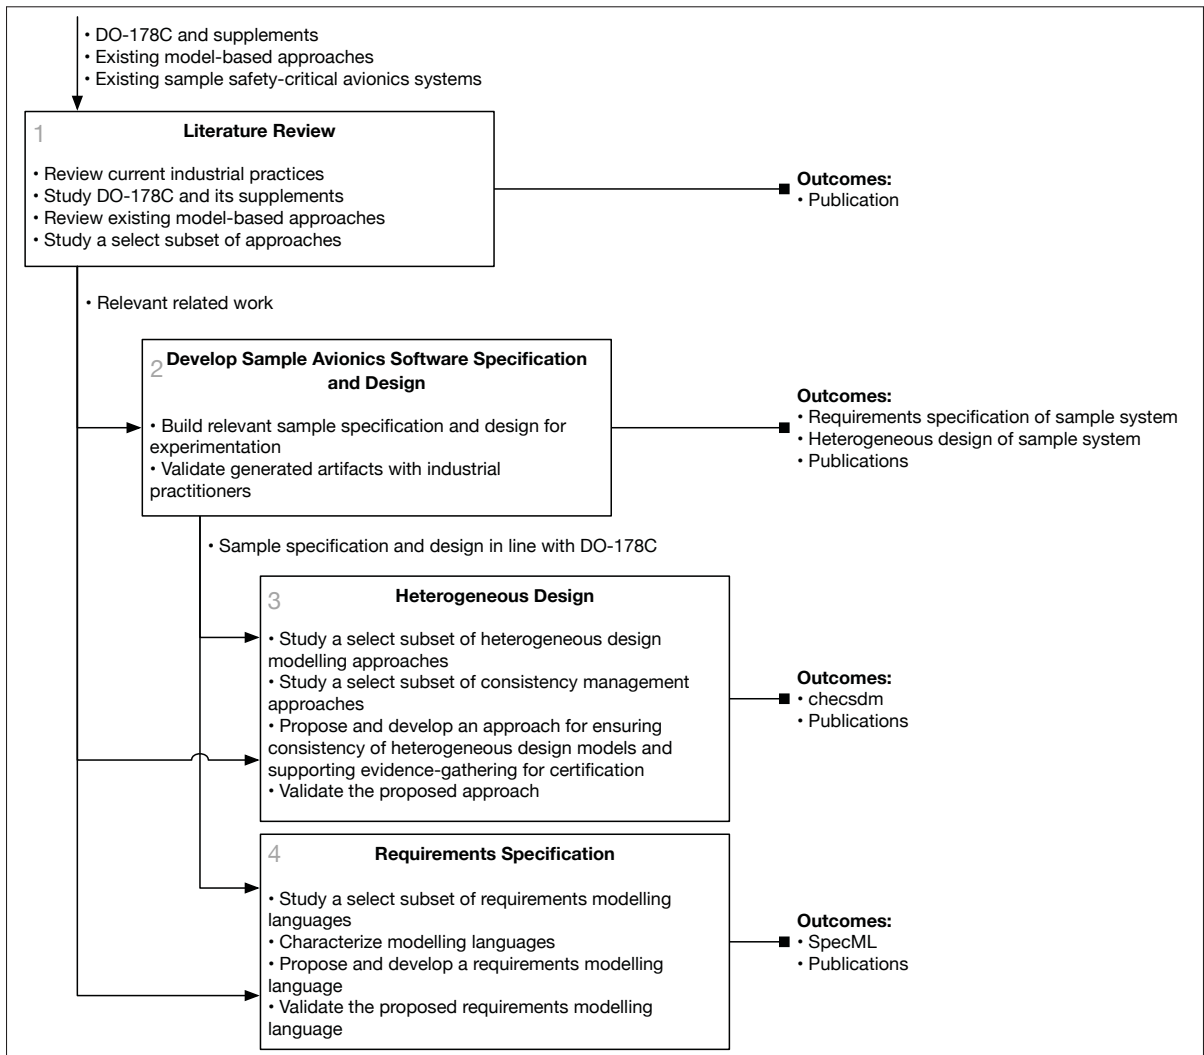 • DO-178C and supplements
• Existing model-based approaches
• Existing sample safety-critical avionics systems
1
Literature Review
• Review current industrial practices
• Study DO-178C and its supplements
• Review existing model-based approaches
• Study a select subset of approaches
Outcomes:
• Publication
• Relevant related work
2
Develop Sample Avionics Software Specification
and Design
• Build relevant sample specification and design for
experimentation
• Validate generated artifacts with industrial
practitioners
Outcomes:
• Requirements specification of sample system
• Heterogeneous design of sample system
• Publications
• Sample specification and design in line with DO-178C
3
Heterogeneous Design
• Study a select subset of heterogeneous design
modelling approaches
• Study a select subset of consistency management
approaches
• Propose and develop an approach for ensuring
consistency of heterogeneous design models and
supporting evidence-gathering for certification
• Validate the proposed approach
Outcomes:
• checsdm
• Publications
4
Requirements Specification
• Study a select subset of requirements modelling
languages
• Characterize modelling languages
• Propose and develop a requirements modelling
language
• Validate the proposed requirements modelling
language
Outcomes:
• SpecML
• Publications